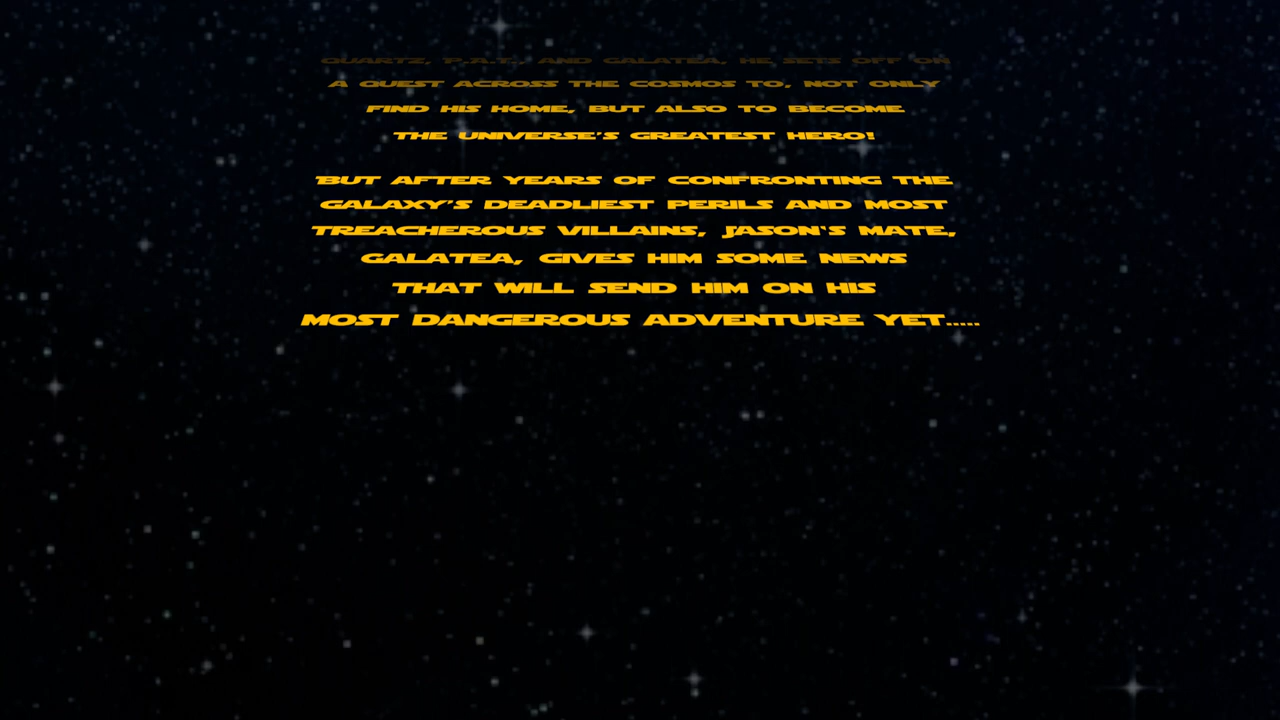 QUARTZ, P.A.T., AND GALATEA, HE SETS OFF ON
A QUEST ACROSS THE COSMOS TO, NOT ONLY
FIND HIS HOME, BUT ALSO TO BECOME
THE UNIVERSE'S GREATEST HERO!
BUT AFTER YEARS OF CONFRONTING THE
GALAXY'S DEADLIEST PERILS AND MOST
TREACHEROUS VILLAINS, JASON'S MATE,
GALATEA, GIVES HIM SOME NEWS
THAT WILL SEND HIM ON HIS
MOST DANGEROUS ADVENTURE YET.....